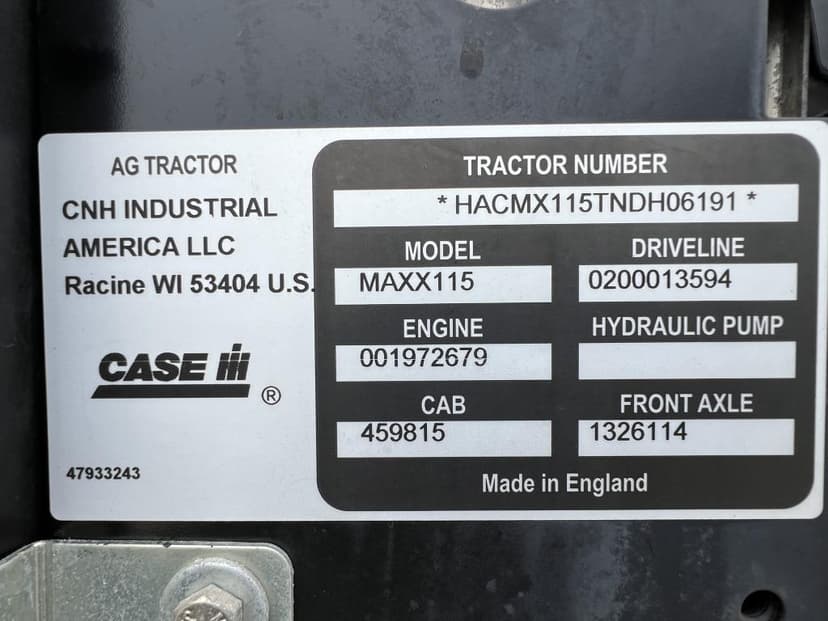 AG TRACTOR
CNH INDUSTRIAL
AMERICA LLC
Racine WI 53404 U.S.
CASE IH ®
47933243
TRACTOR NUMBER
* HACMX115TNDH06191 *
MODEL DRIVELINE
MAXX115 0200013594
ENGINE HYDRAULIC PUMP
001972679
CAB FRONT AXLE
459815 1326114
Made in England